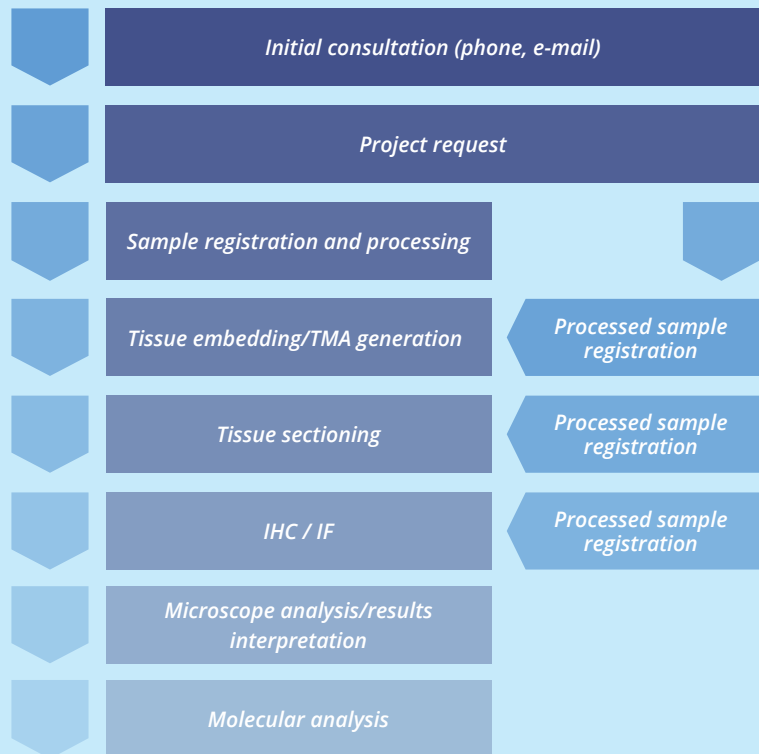 Initial consultation (phone, e-mail)
Project request
Sample registration and processing
Tissue embedding/TMA generation
Processed sample
registration
Tissue sectioning
Processed sample
registration
IHC / IF
Processed sample
registration
Microscope analysis/results
interpretation
Molecular analysis